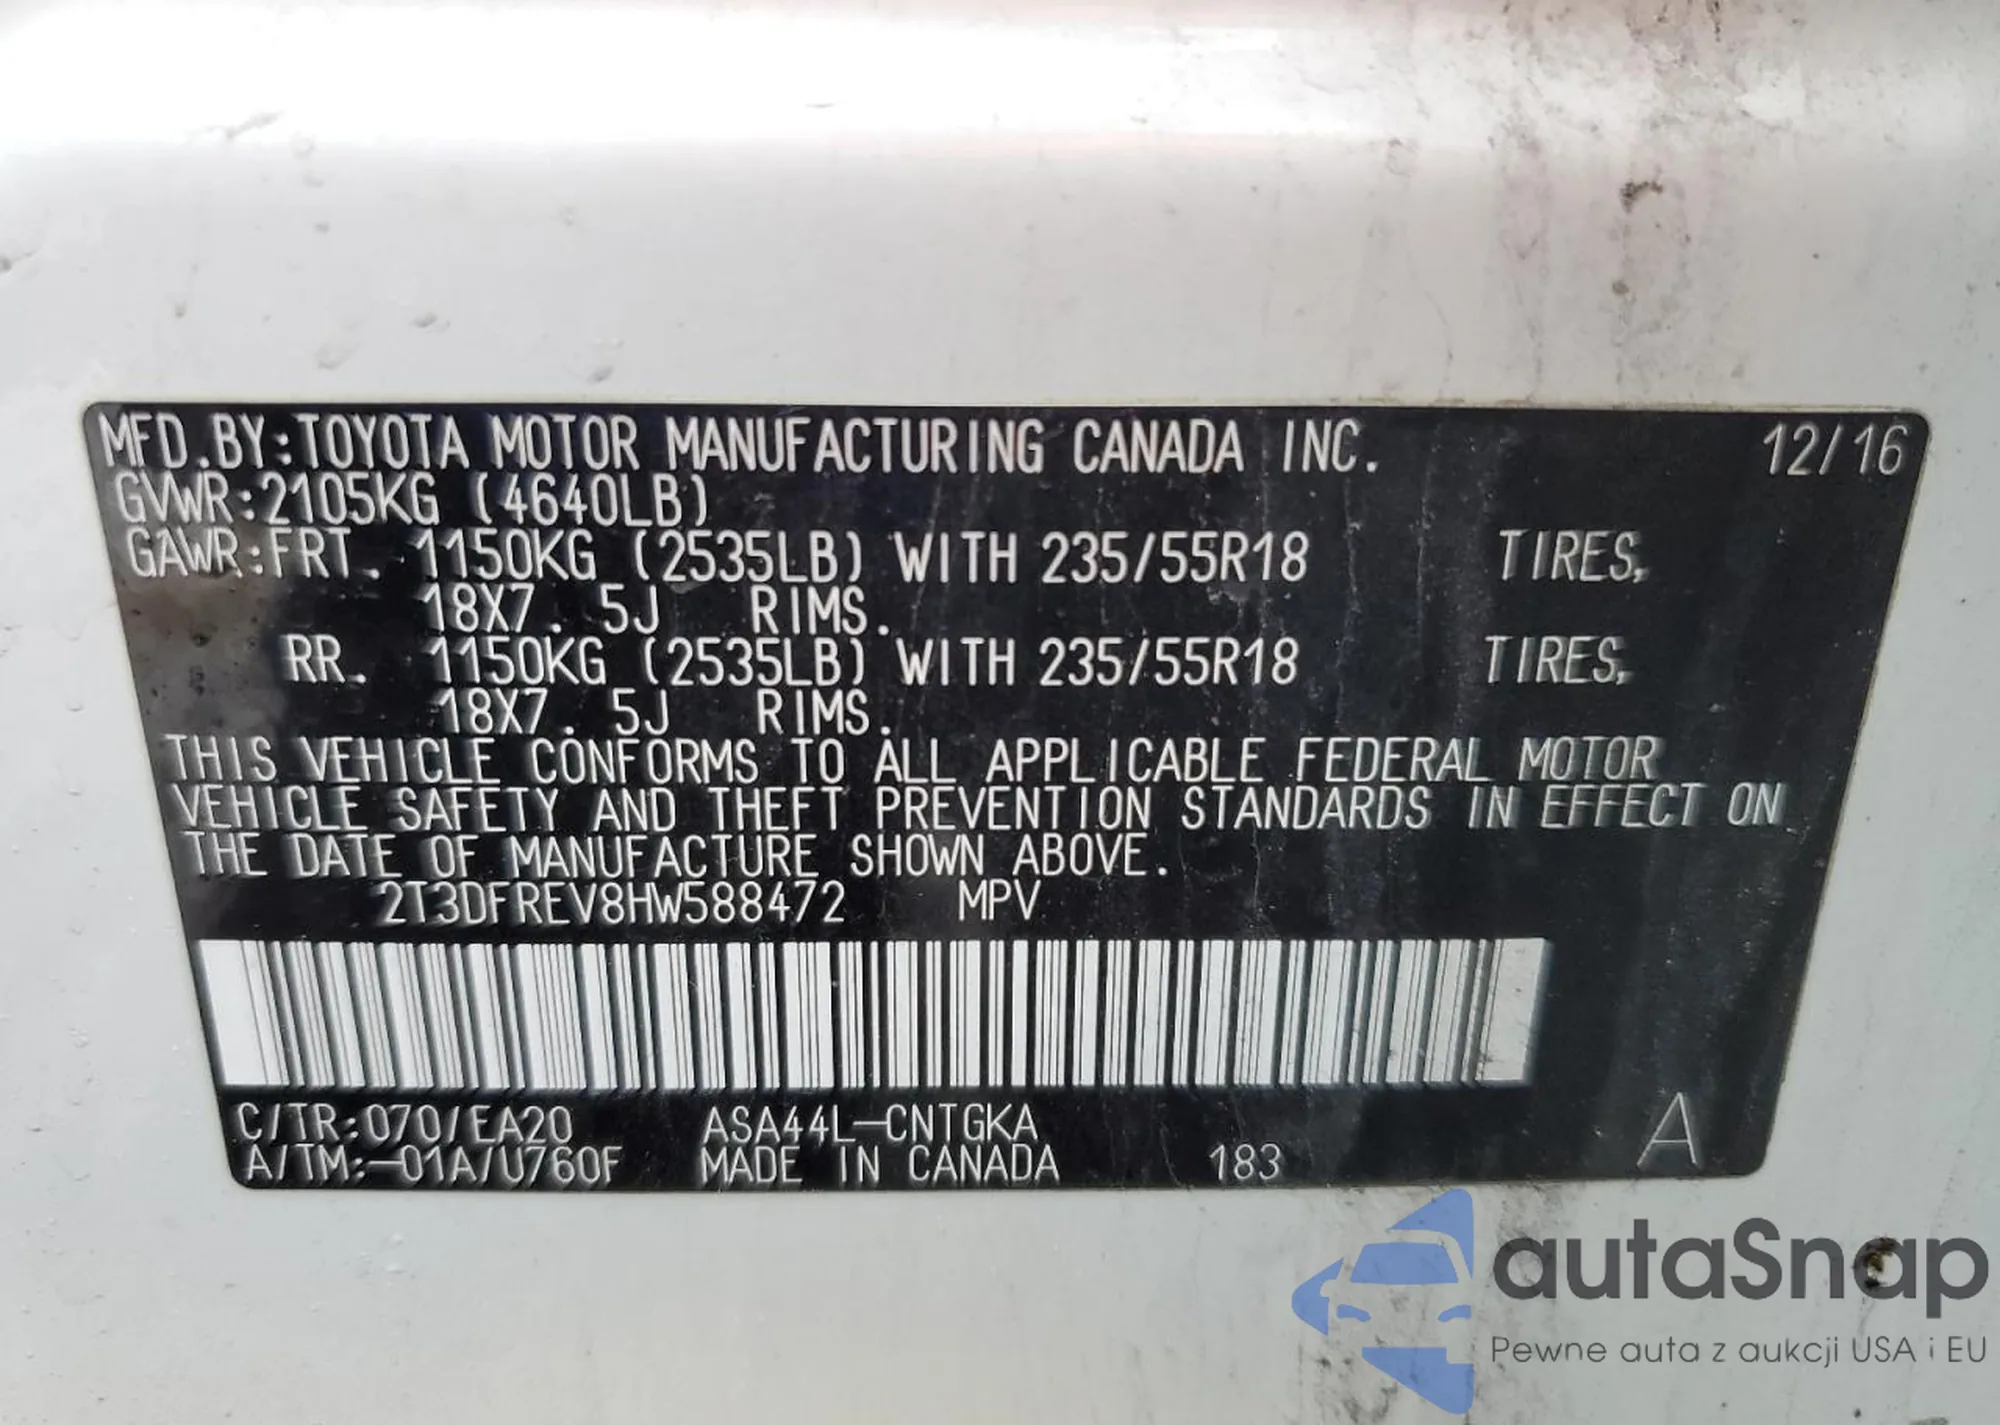 MFD.BY:TOYOTA MOTOR MANUFACTURING CANADA INC. 12/16
GVWR:2105KG (4640LB)
GAWR:FRT. 1150KG (2535LB) WITH 235/55R18 TIRES,
18X7.5J RIMS.
RR. 1150KG (2535LB) WITH 235/55R18 TIRES,
18X7.5J RIMS.
THIS VEHICLE CONFORMS TO ALL APPLICABLE FEDERAL MOTOR
VEHICLE SAFETY AND THEFT PREVENTION STANDARDS IN EFFECT ON
THE DATE OF MANUFACTURE SHOWN ABOVE.
2T3DFREV8HW588472 MPV
C/TR:070/EA20 ASA44L-CNTGKA
A/TM:-01A/U760F MADE IN CANADA 183 A
autaSnap
Pewne auta z aukcji USA i EU